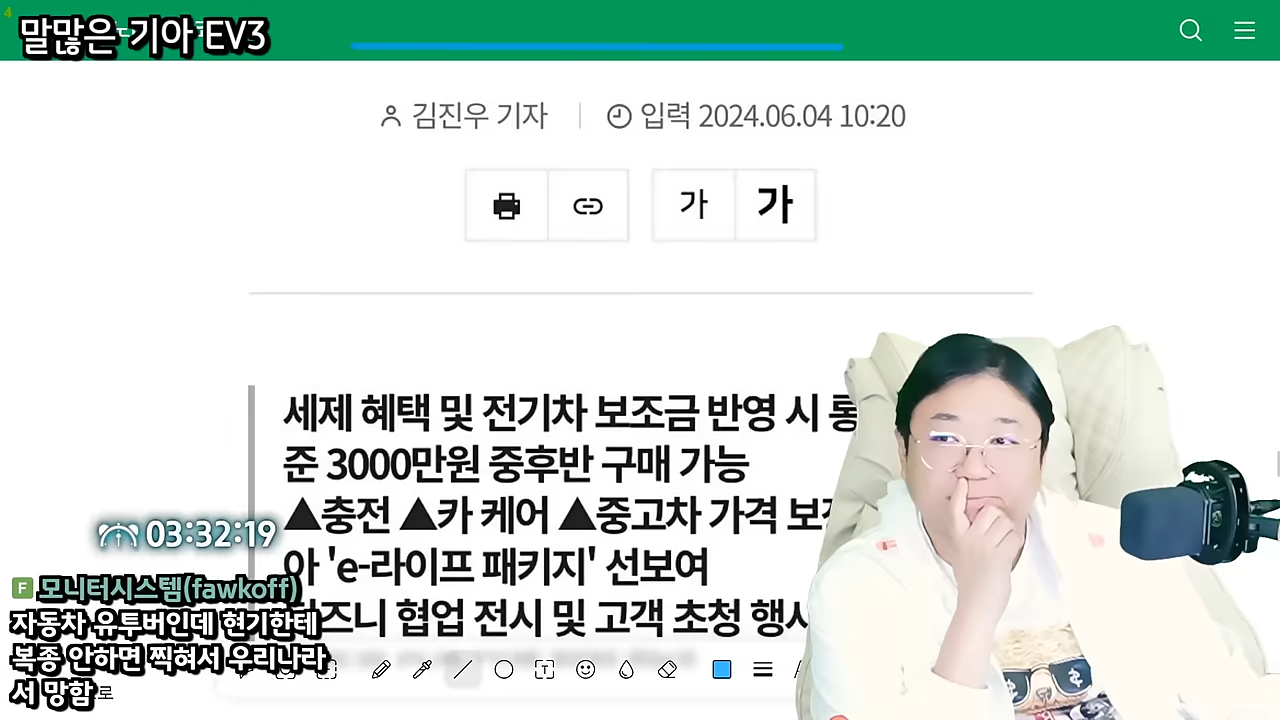 말많은 기아 EV3
김진우 기자
입력 2024.06.04 10:20
가 가
세제 혜택 및 전기차 보조금 반영 시
준 3000만원 중후반 구매 가능
▲충전 ▲카 케어 ▲중고차 가격
아 'e-라이프 패키지' 선보여
협업 전시 및 고객 초청 행사
03:32:19
F 모니터시스템(fawkoff)
자동차 유투버인데 현기한테
복종 안하면 찍혀서 우리나라
서 망함
로
T